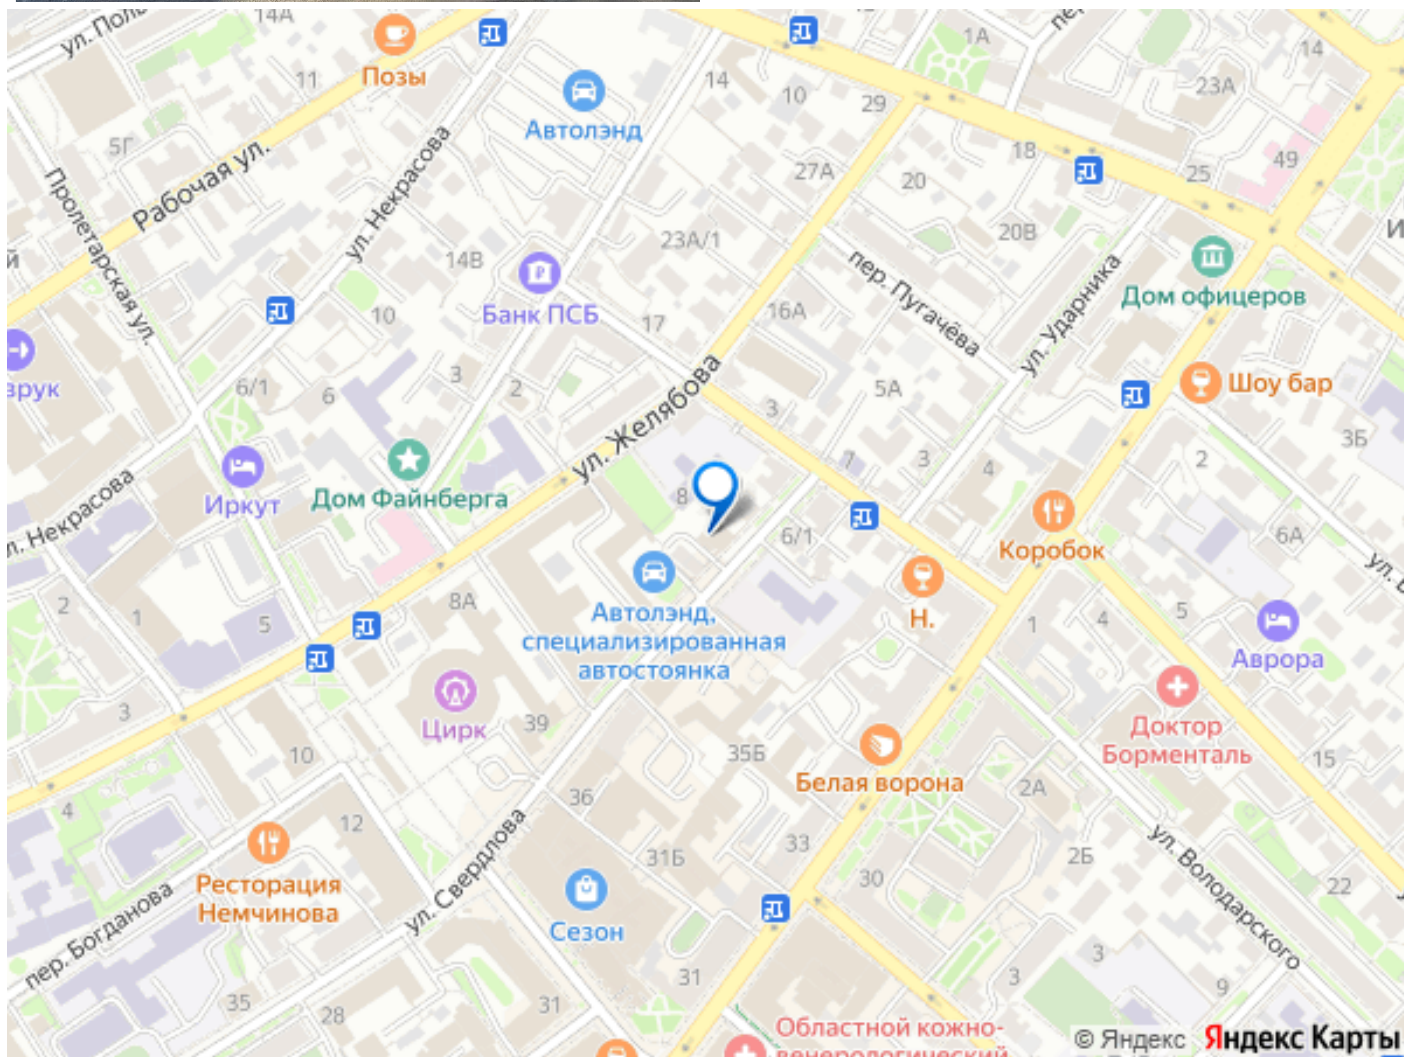 14А
ул. Поль
1А
пер
14
Позы
11
14
10
29
23А
Автолэнд
5Г
ул. Некрасова
Рабочая ул.
Пролетарская ул.
18
49
25
27А
20
20В
23А/1
14В
й
И
пер. Пугачёва
ул. Ударника
Дом офицеров
Банк ПСБ
10
17
16А
врук
6/1
6
3
2
ул. Желябова
3
5А
Шоу бар
3Б
2
7
3
4
Иркут
Дом Файнберга
8
6/1
л. Некрасова
Коробок
6А
Автолэнд,
специализированная
автостоянка
Н.
ул. В
2
1
5
8А
1
4
5
Аврора
3
Цирк
39
Доктор
Борменталь
10
35Б
15
Белая ворона
4
36
2А
12
33
31Б
2Б
Ресторация
Немчинова
ул. Свердлова
30
ул. Володарского
22
пер. Богданова
Сезон
31
3
3
9
35
28
31
Областной кожно-
венерологический
© Яндекс Яндекс Карты